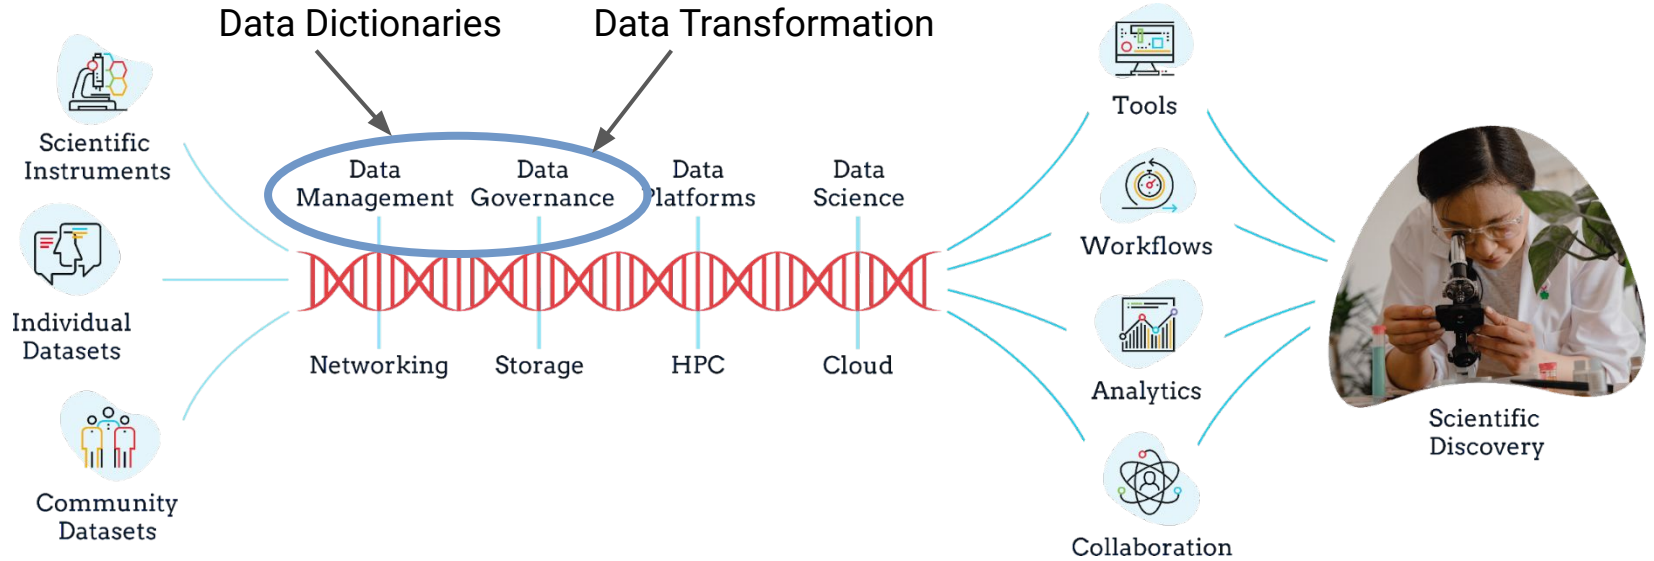 Data Dictionaries
Data Transformation
Scientific
Instruments
Individual
Datasets
Community
Datasets
Data
Management
Data
Governance
Data
Platforms
Data
Science
Networking
Storage
HPC
Cloud
Tools
Workflows
Analytics
Collaboration
Scientific
Discovery